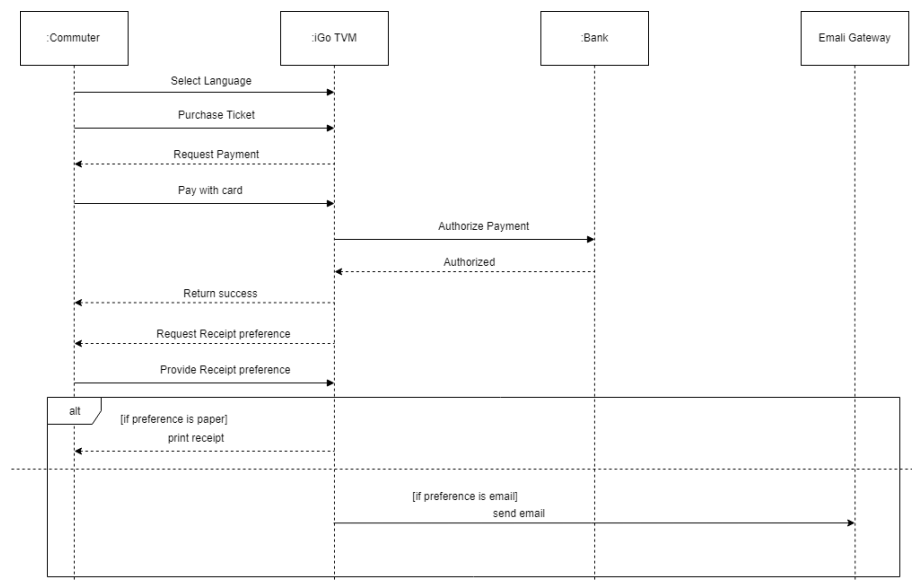 :Commuter
:iGo TVM
:Bank
Emali Gateway
Select Language
Purchase Ticket
Request Payment
Pay with card
Authorize Payment
Authorized
Return success
Request Receipt preference
Provide Receipt preference
alt
[if preference is paper]
print receipt
[if preference is email]
send email